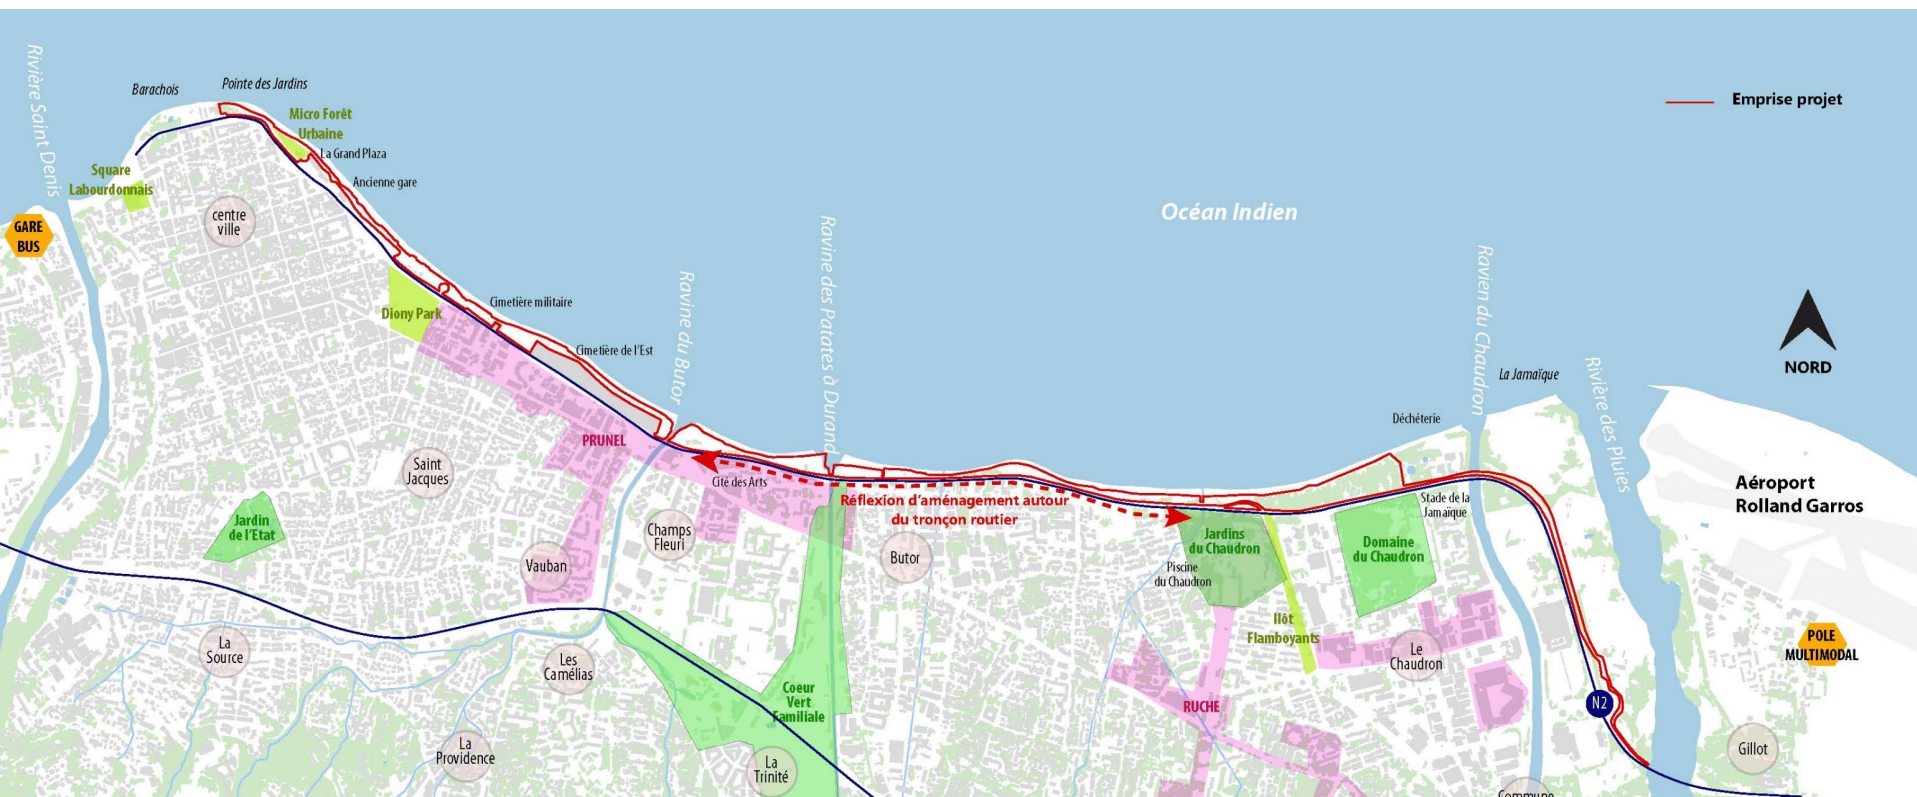 Rivière Saint Denis
Barachois
Pointe des Jardins
Micro Forêt
Urbaine
La Grand Plaza
Ancienne gare
Square
Labourdonnais
centre
ville
GARE
BUS
Emprise projet
Océan Indien
NORD
Diony Park
Cimetière militaire
Cimetière de l'Est
Ravine du Butor
Ravine des Patates à Durand
Ravien du Chaudron
La Jamaïque
Rivière des Pluies
Déchéterie
Aéroport
Rolland Garros
PRUNEL
Saint
Jacques
Cité des Arts
Réflexion d'aménagement autour
du tronçon routier
Stade de la
Jamaïque
Jardin
de l'Etat
Champs
Fleuri
Vauban
Butor
Jardins
du Chaudron
Piscine
du Chaudron
Domaine
du Chaudron
Ilôt
Flamboyants
Le
Chaudron
La
Source
Les
Camélias
Coeur
Vert
Familiale
RUCHE
N2
POLE
MULTIMODAL
La
Providence
La
Trinité
Gillot
Commune